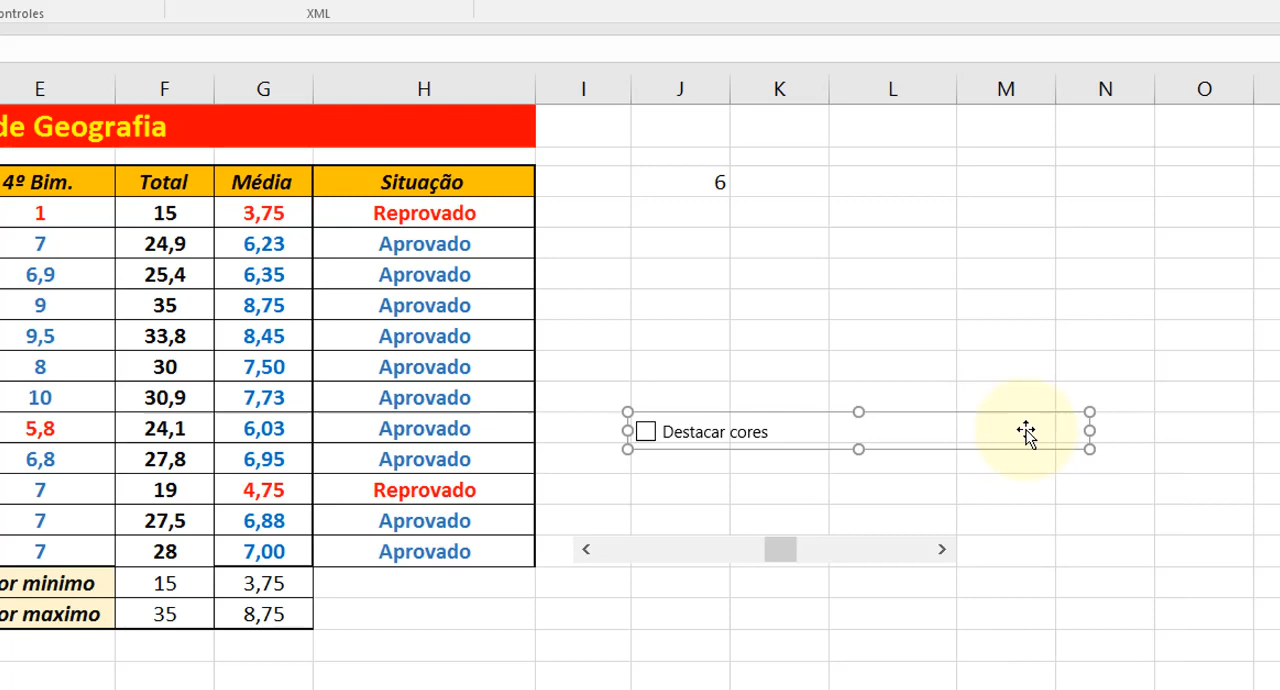 ontroles XML
E F G H I J K L M N O
de Geografia
4º Bim. Total Média Situação 6
1 15 3,75 Reprovado
7 24,9 6,23 Aprovado
6,9 25,4 6,35 Aprovado
9 35 8,75 Aprovado
9,5 33,8 8,45 Aprovado
8 30 7,50 Aprovado
10 30,9 7,73 Aprovado
5,8 24,1 6,03 Aprovado Destacar cores
6,8 27,8 6,95 Aprovado
7 19 4,75 Reprovado
7 27,5 6,88 Aprovado
7 28 7,00 Aprovado
or minimo 15 3,75
or maximo 35 8,75